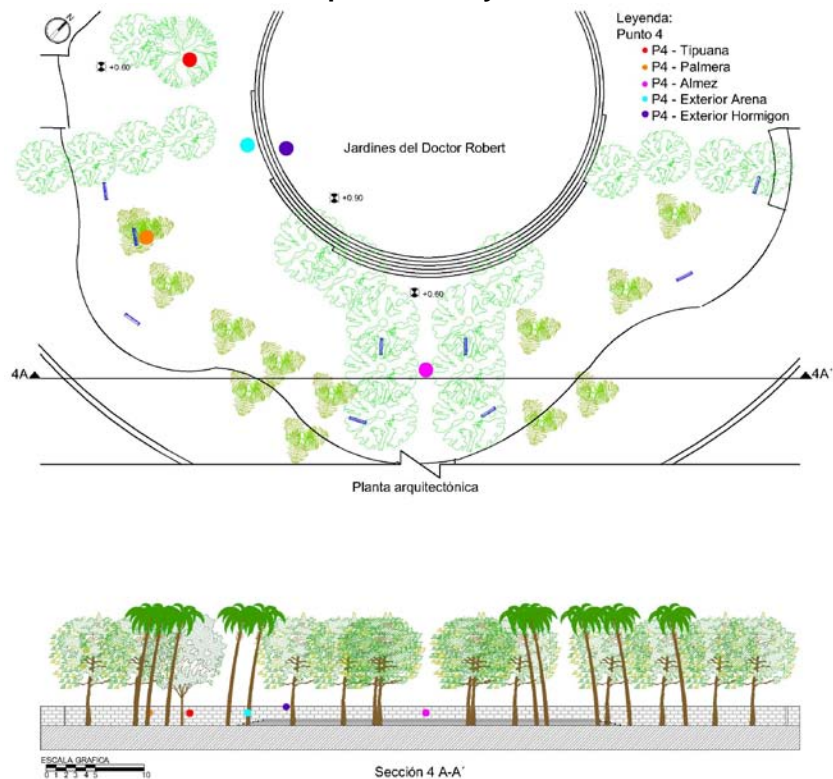 N
Leyenda:
Punto 4
P4 - Tipuana
P4 - Palmera
P4 - Almez
P4 - Exterior Arena
P4 - Exterior Hormigon
+0.60
Jardines del Doctor Robert
+0.90
+0.60
4A
4A´
Planta arquitectónica
ESCALA GRAFICA
0 1 2 3 4 5 10
Sección 4 A-A´